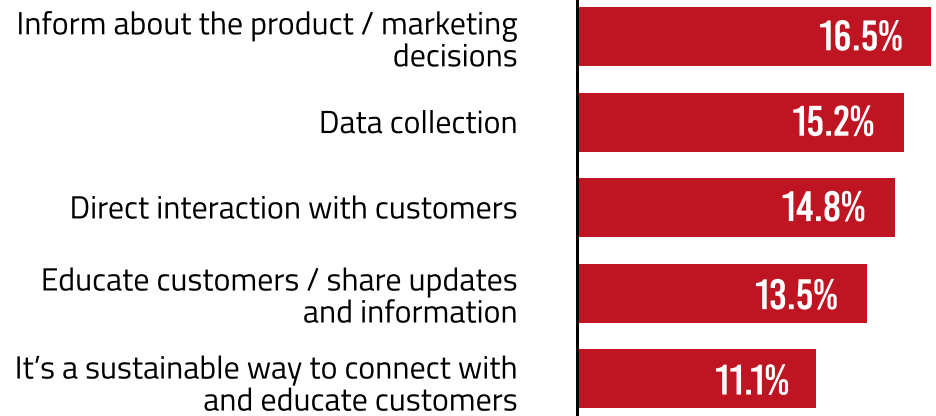 Inform about the product / marketing
decisions
16.5%
Data collection
15.2%
Direct interaction with customers
14.8%
Educate customers / share updates
and information
13.5%
It’s a sustainable way to connect with
and educate customers
11.1%